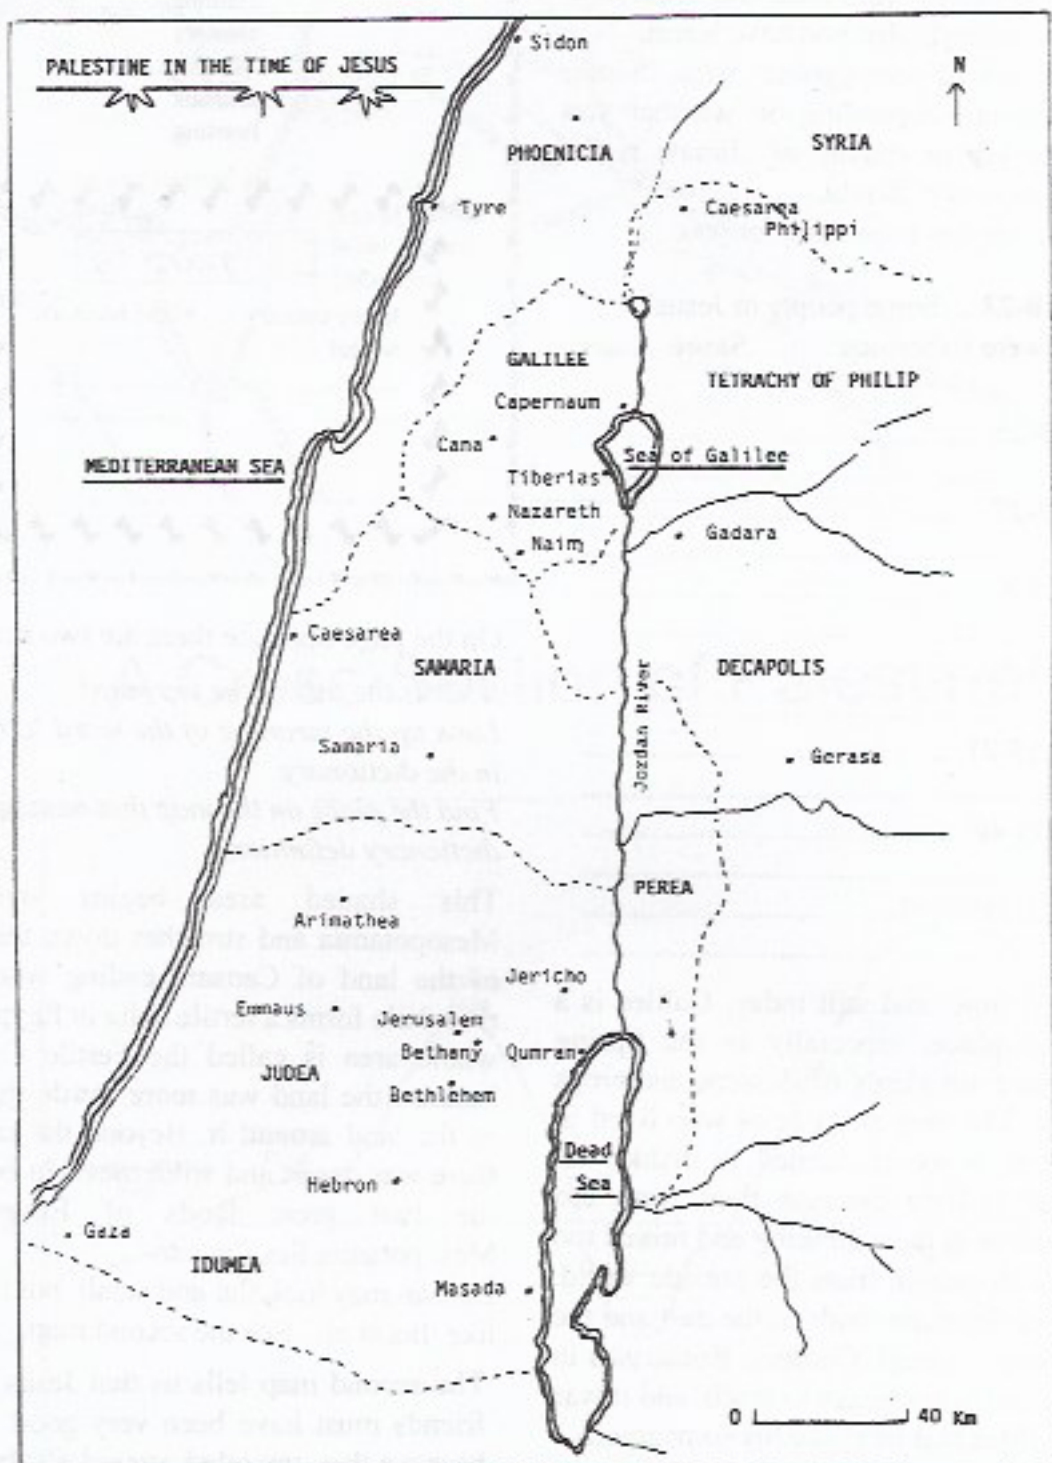 Sidon
PALESTINE IN THE TIME OF JESUS
N
PHOENICIA
SYRIA
Tyre
Caesarea
Philippi
GALILEE
TETRACHY OF PHILIP
Capernaum
Cana
Sea of Galilee
MEDITERRANEAN SEA
Tiberias
Nazareth
Gadara
Naim
Caesarea
SAMARIA
DECAPOLIS
Jordan River
Samaria
Gerasa
PEREA
Arimathea
Jericho
Emmaus
Jerusalem
Bethany
Qumran
JUDEA
Bethlehem
Dead
Sea
Hebron
Gaza
IDUMEA
Masada
0 40 Km